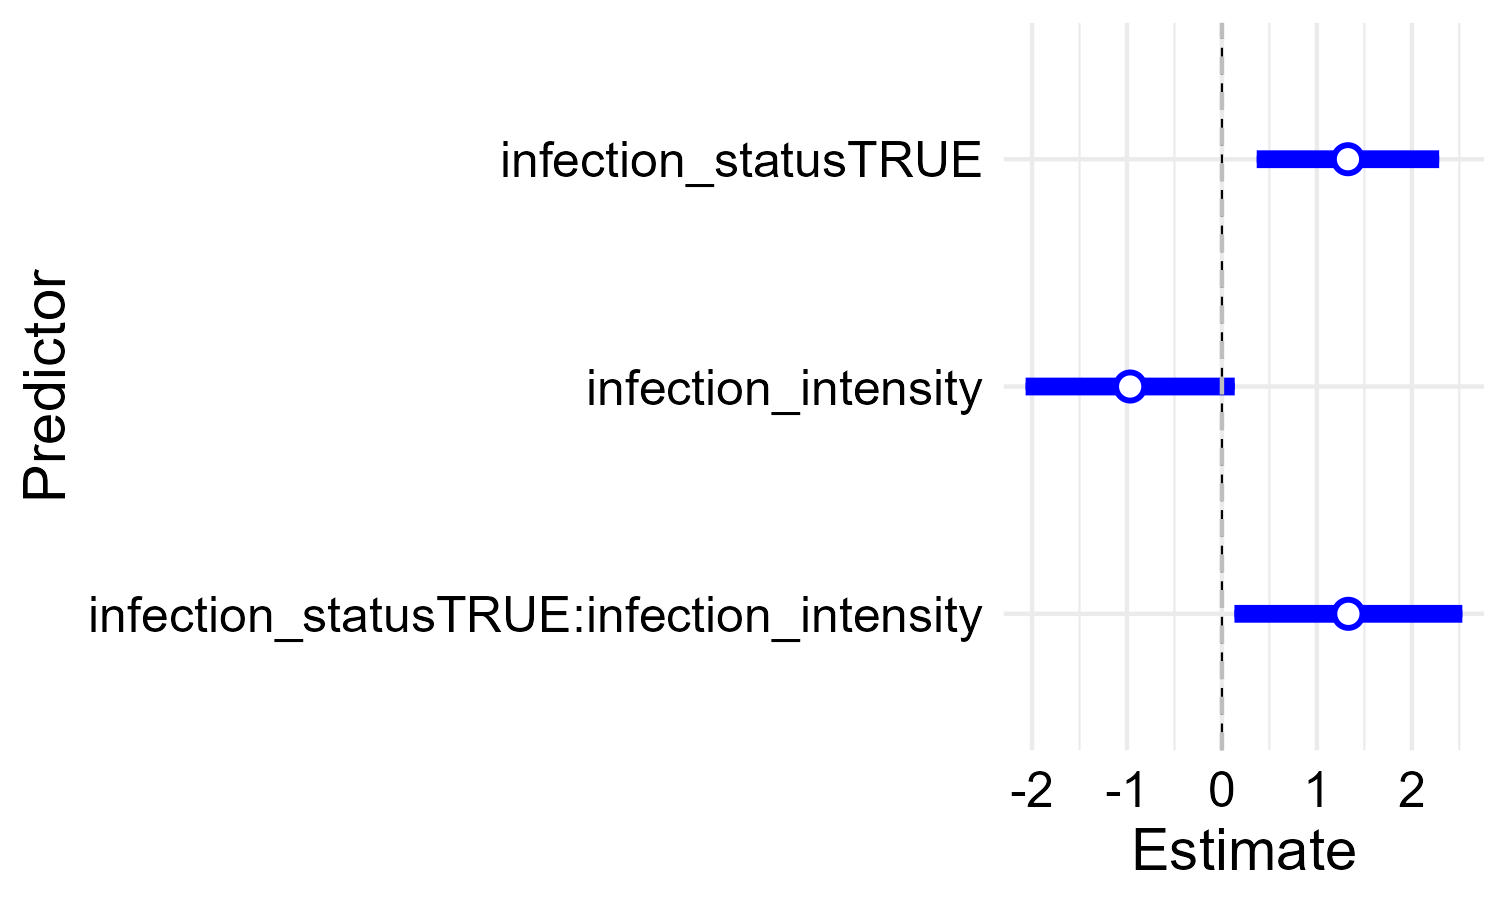 Predictor
infection_statusTRUE
infection_intensity
infection_statusTRUE:infection_intensity
-2 -1 0 1 2
Estimate